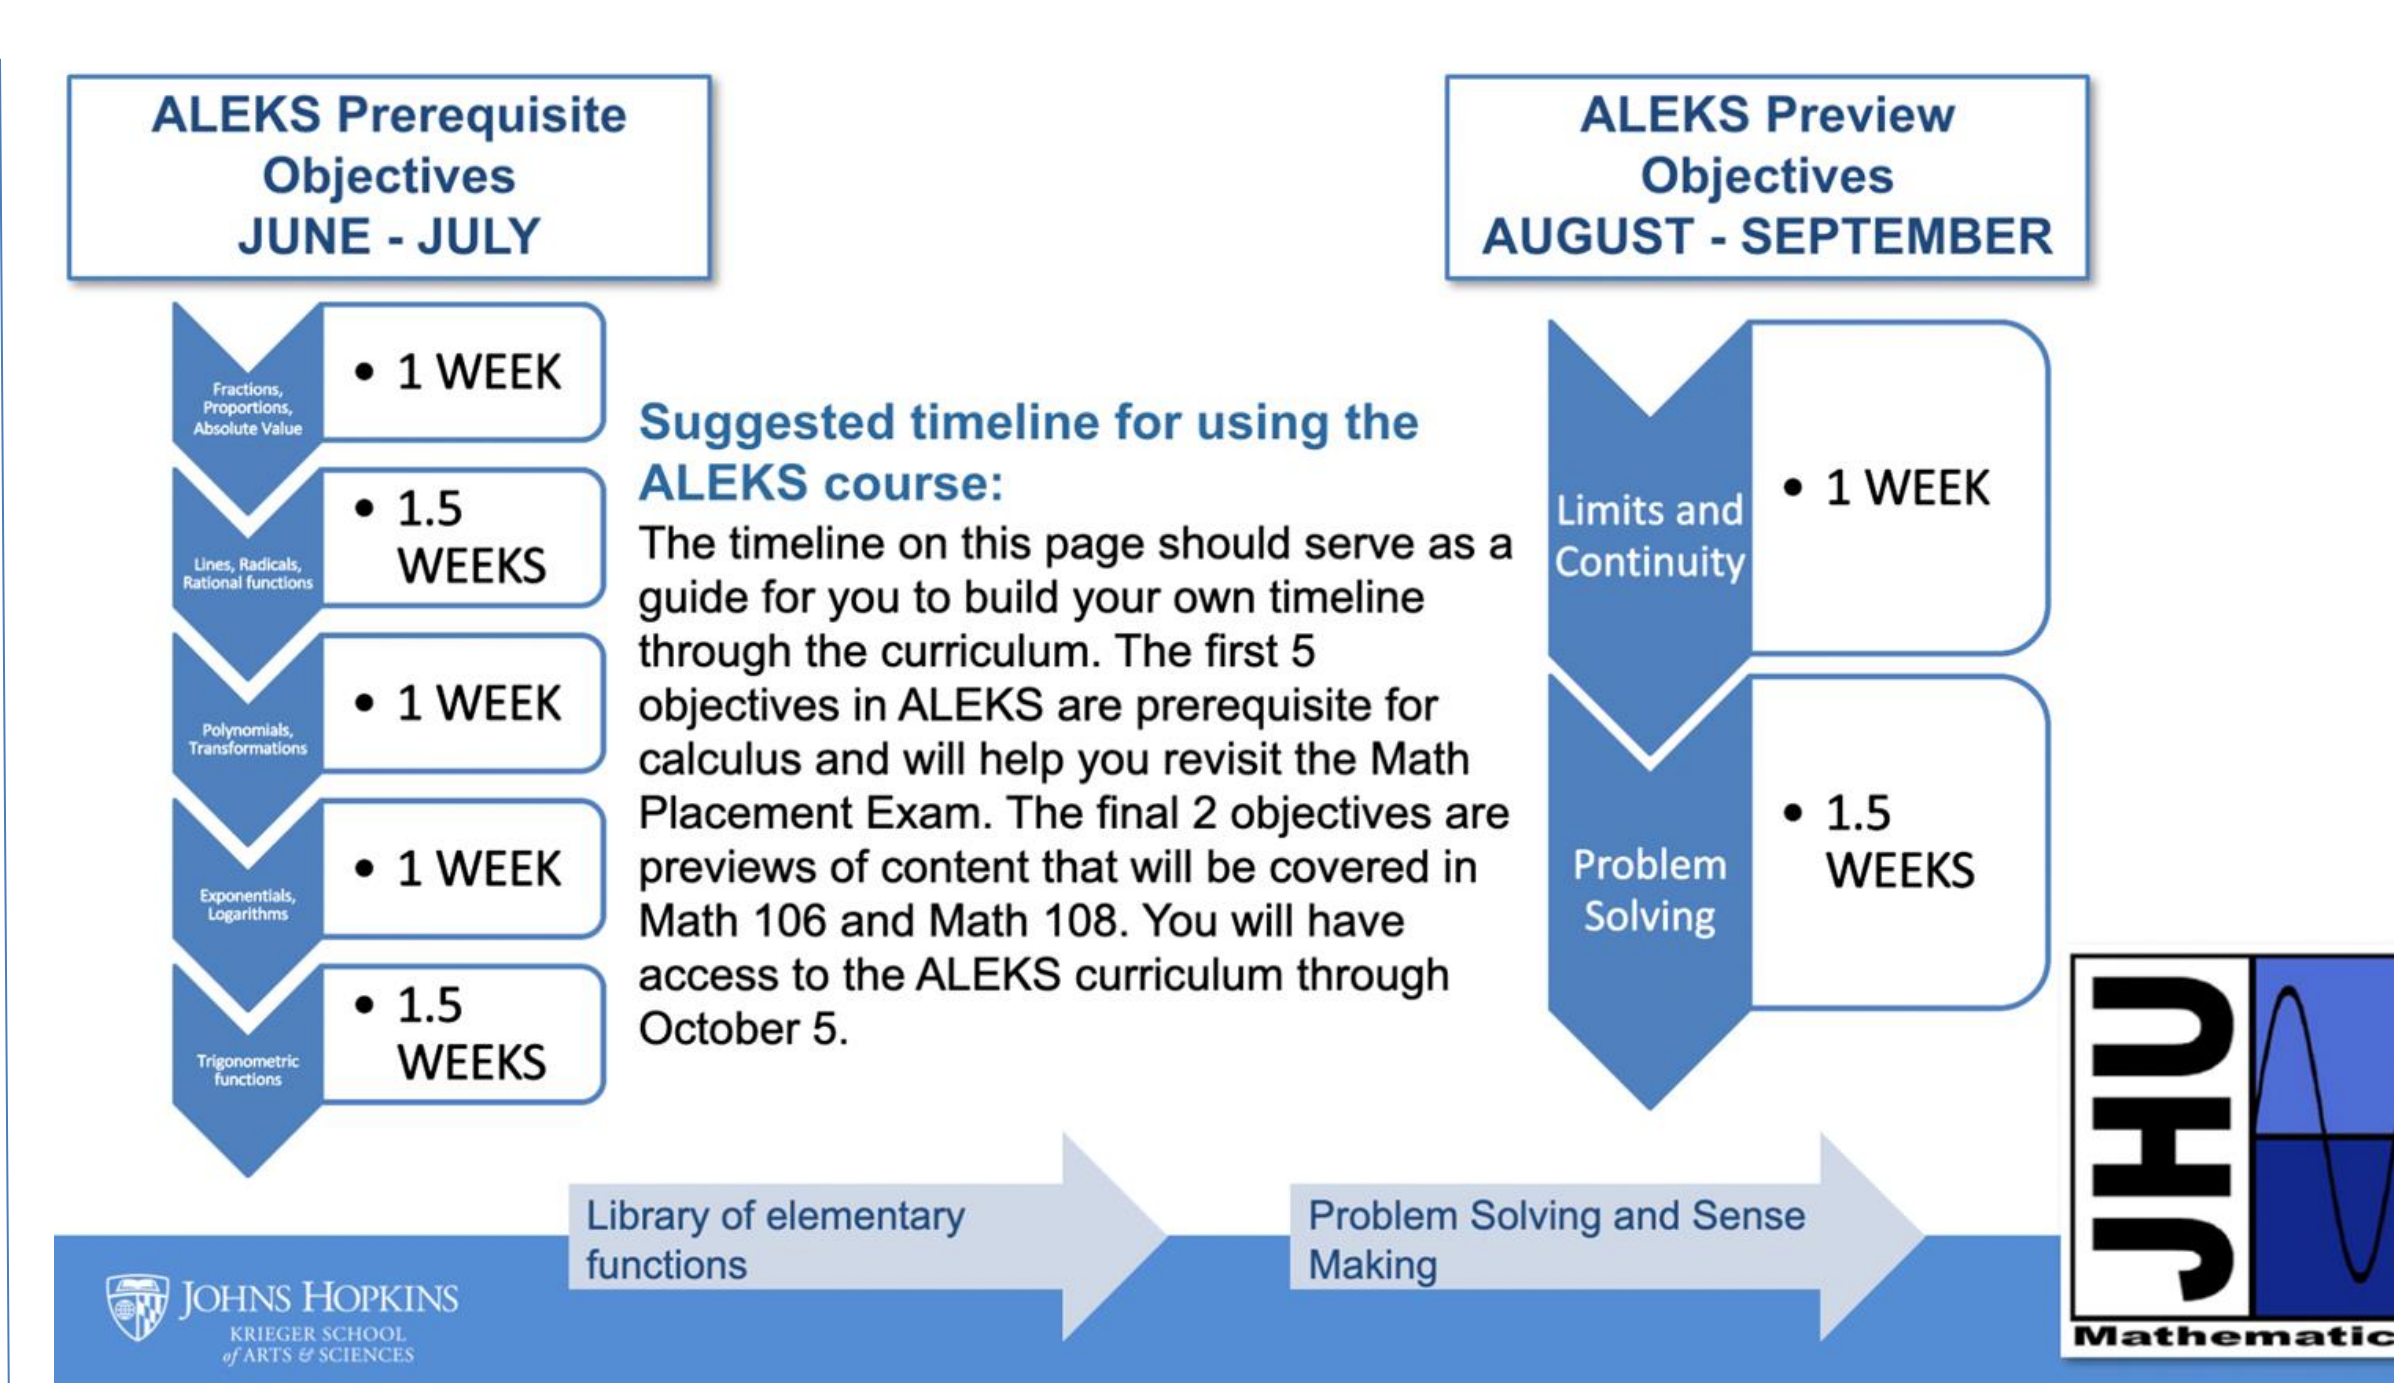 ALEKS Prerequisite
Objectives
JUNE - JULY
Fractions,
Proportions,
Absolute Value
• 1 WEEK
Lines, Radicals,
Rational functions
• 1.5
WEEKS
Polynomials,
Transformations
• 1 WEEK
Exponentials,
Logarithms
• 1 WEEK
Trigonometric
functions
• 1.5
WEEKS
Suggested timeline for using the
ALEKS course:
The timeline on this page should serve as a
guide for you to build your own timeline
through the curriculum. The first 5
objectives in ALEKS are prerequisite for
calculus and will help you revisit the Math
Placement Exam. The final 2 objectives are
previews of content that will be covered in
Math 106 and Math 108. You will have
access to the ALEKS curriculum through
October 5.
ALEKS Preview
Objectives
AUGUST - SEPTEMBER
Limits and
Continuity
• 1 WEEK
Problem
Solving
• 1.5
WEEKS
Library of elementary
functions
Problem Solving and Sense
Making
JOHNS HOPKINS
KRIEGER SCHOOL
of ARTS & SCIENCES
JHU
Mathematic